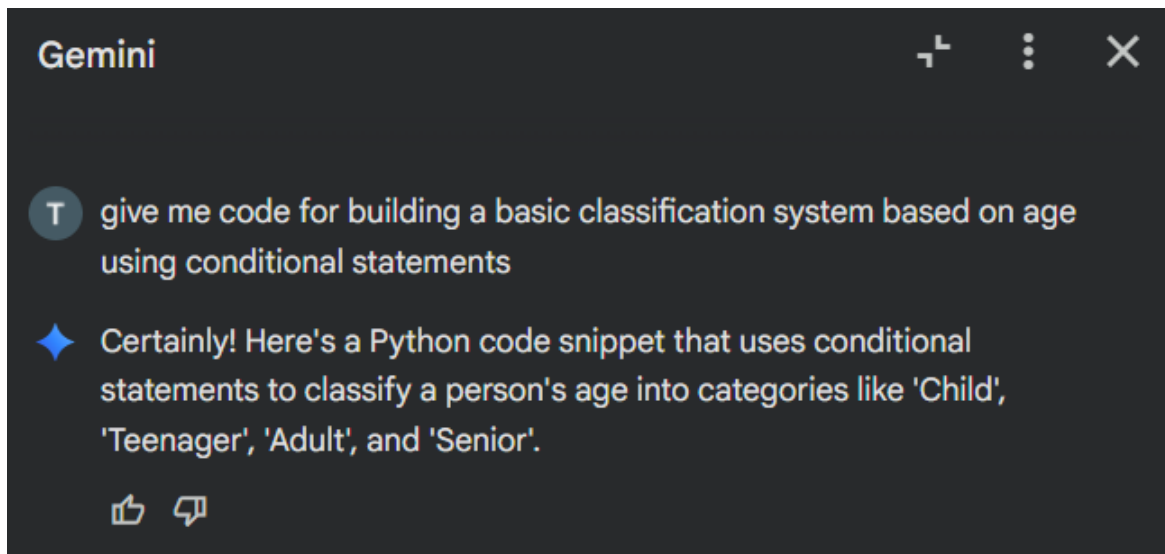 Gemini
T
give me code for building a basic classification system based on age
using conditional statements
Certainly! Here's a Python code snippet that uses conditional
statements to classify a person's age into categories like 'Child',
'Teenager', 'Adult', and 'Senior'.